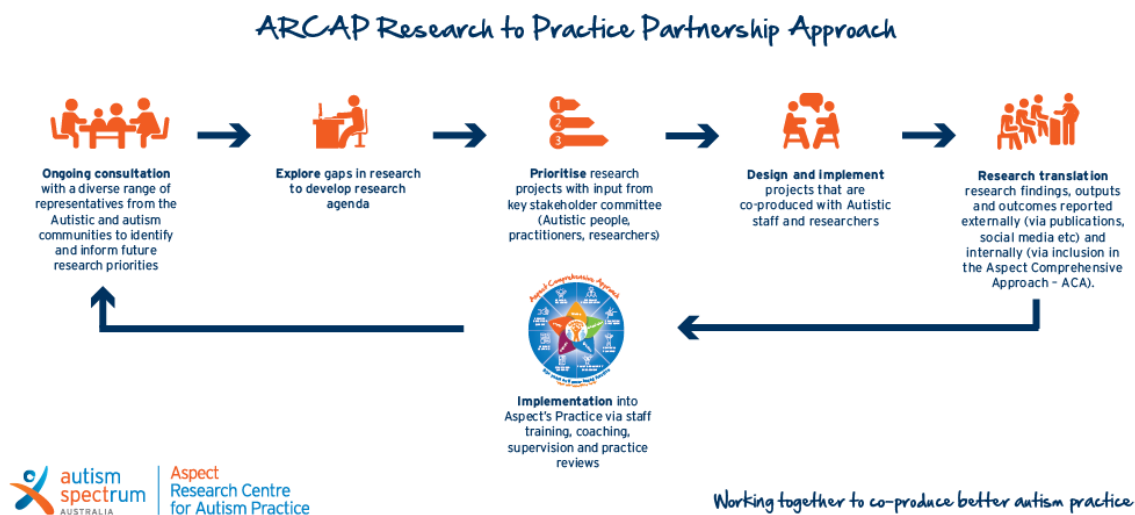 ARCAP Research to Practice Partnership Approach
Ongoing consultation
with a diverse range of
representatives from the
Autistic and autism
communities to identify
and inform future
research priorities
Explore gaps in research
to develop research
agenda
1
2
3
Prioritise research
projects with input from
key stakeholder committee
(Autistic people,
practitioners, researchers)
Design and implement
projects that are
co-produced with Autistic
staff and researchers
Research translation
research findings, outputs
and outcomes reported
externally (via publications,
social media etc) and
internally (via inclusion in
the Aspect Comprehensive
Approach – ACA).
Aspect Comprehensive Approach
Implementation into
Aspect's Practice via staff
training, coaching,
supervision and practice
reviews
autism
spectrum
AUSTRALIA
Aspect
Research Centre
for Autism Practice
Working together to co-produce better autism practice